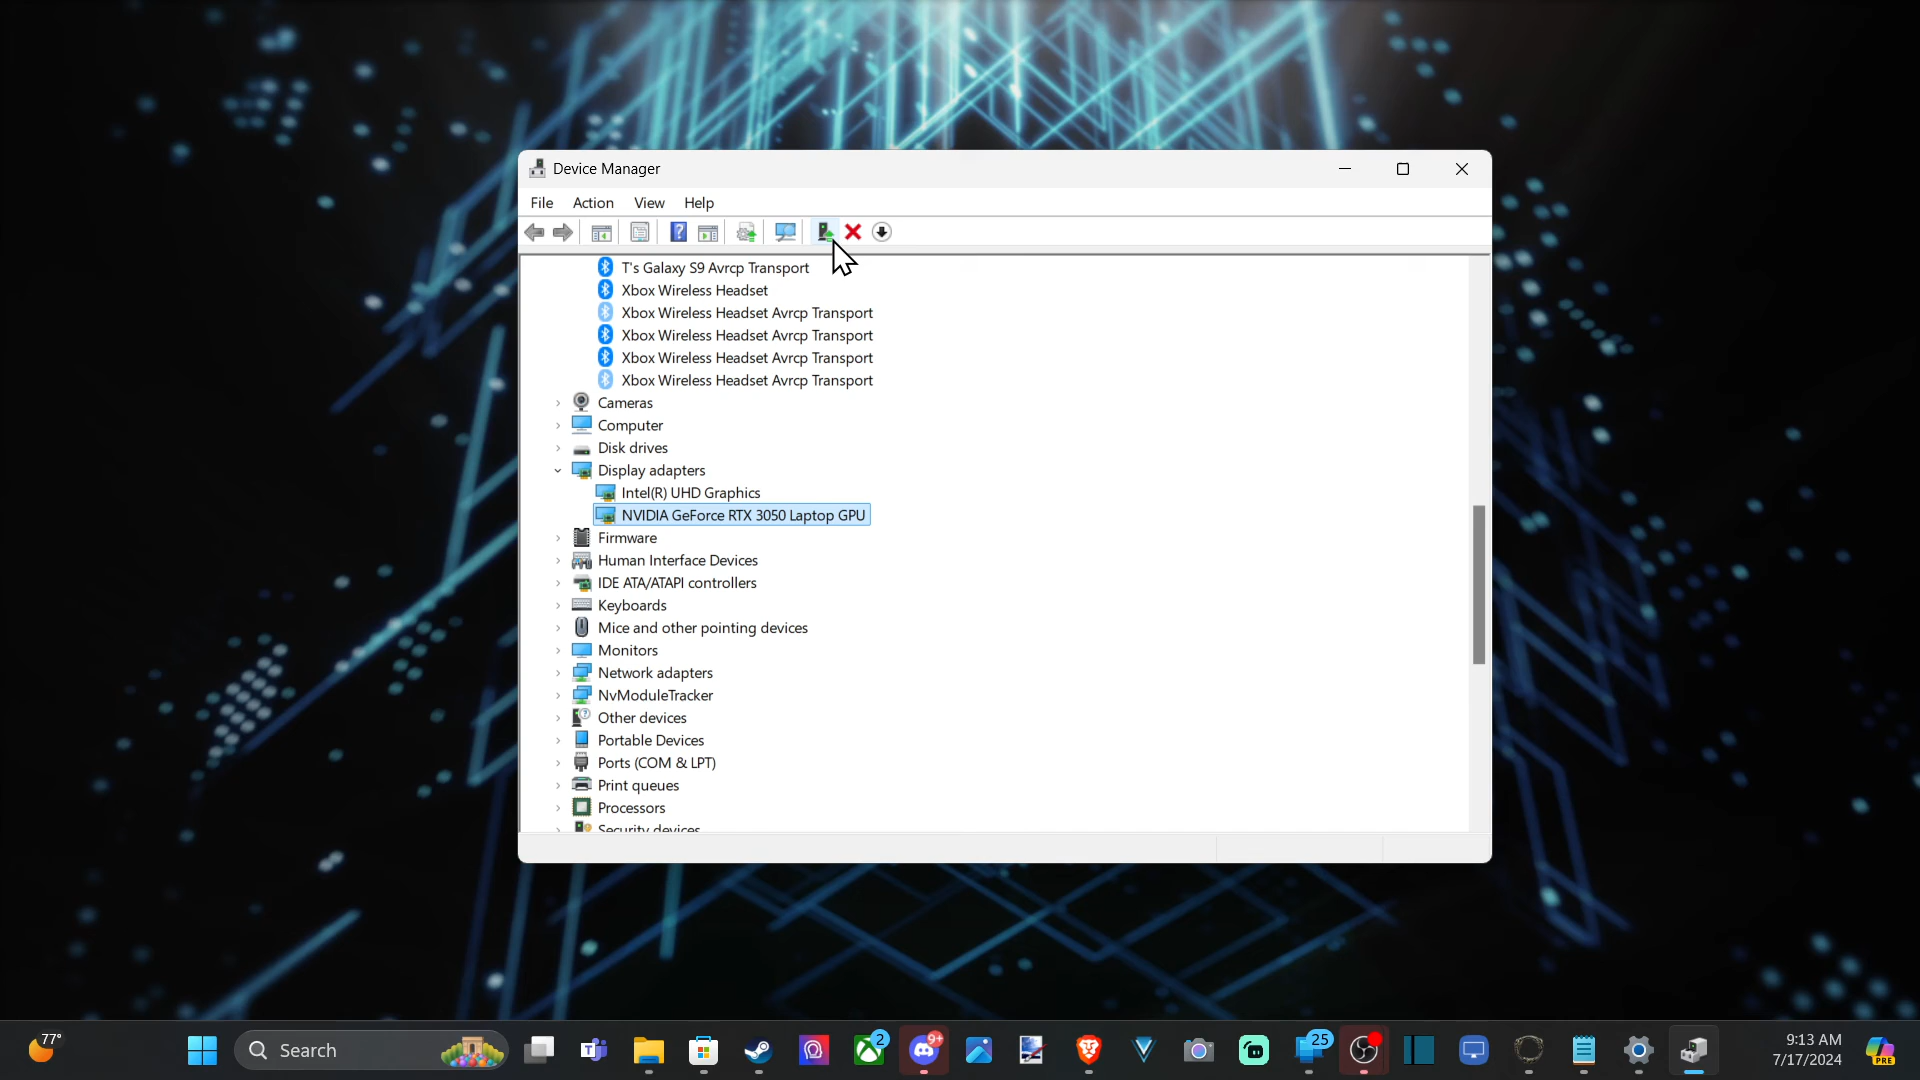 Device Manager
File Action View Help
T's Galaxy S9 Avrcp Transport
Xbox Wireless Headset
Xbox Wireless Headset Avrcp Transport
Xbox Wireless Headset Avrcp Transport
Xbox Wireless Headset Avrcp Transport
Xbox Wireless Headset Avrcp Transport
Cameras
Computer
Disk drives
Display adapters
Intel(R) UHD Graphics
NVIDIA GeForce RTX 3050 Laptop GPU
Firmware
Human Interface Devices
IDE ATA/ATAPI controllers
Keyboards
Mice and other pointing devices
Monitors
Network adapters
NvModuleTracker
Other devices
Portable Devices
Ports (COM & LPT)
Print queues
Processors
Security devices
77°
Search
2
9+
25
9:13 AM
7/17/2024
PRE